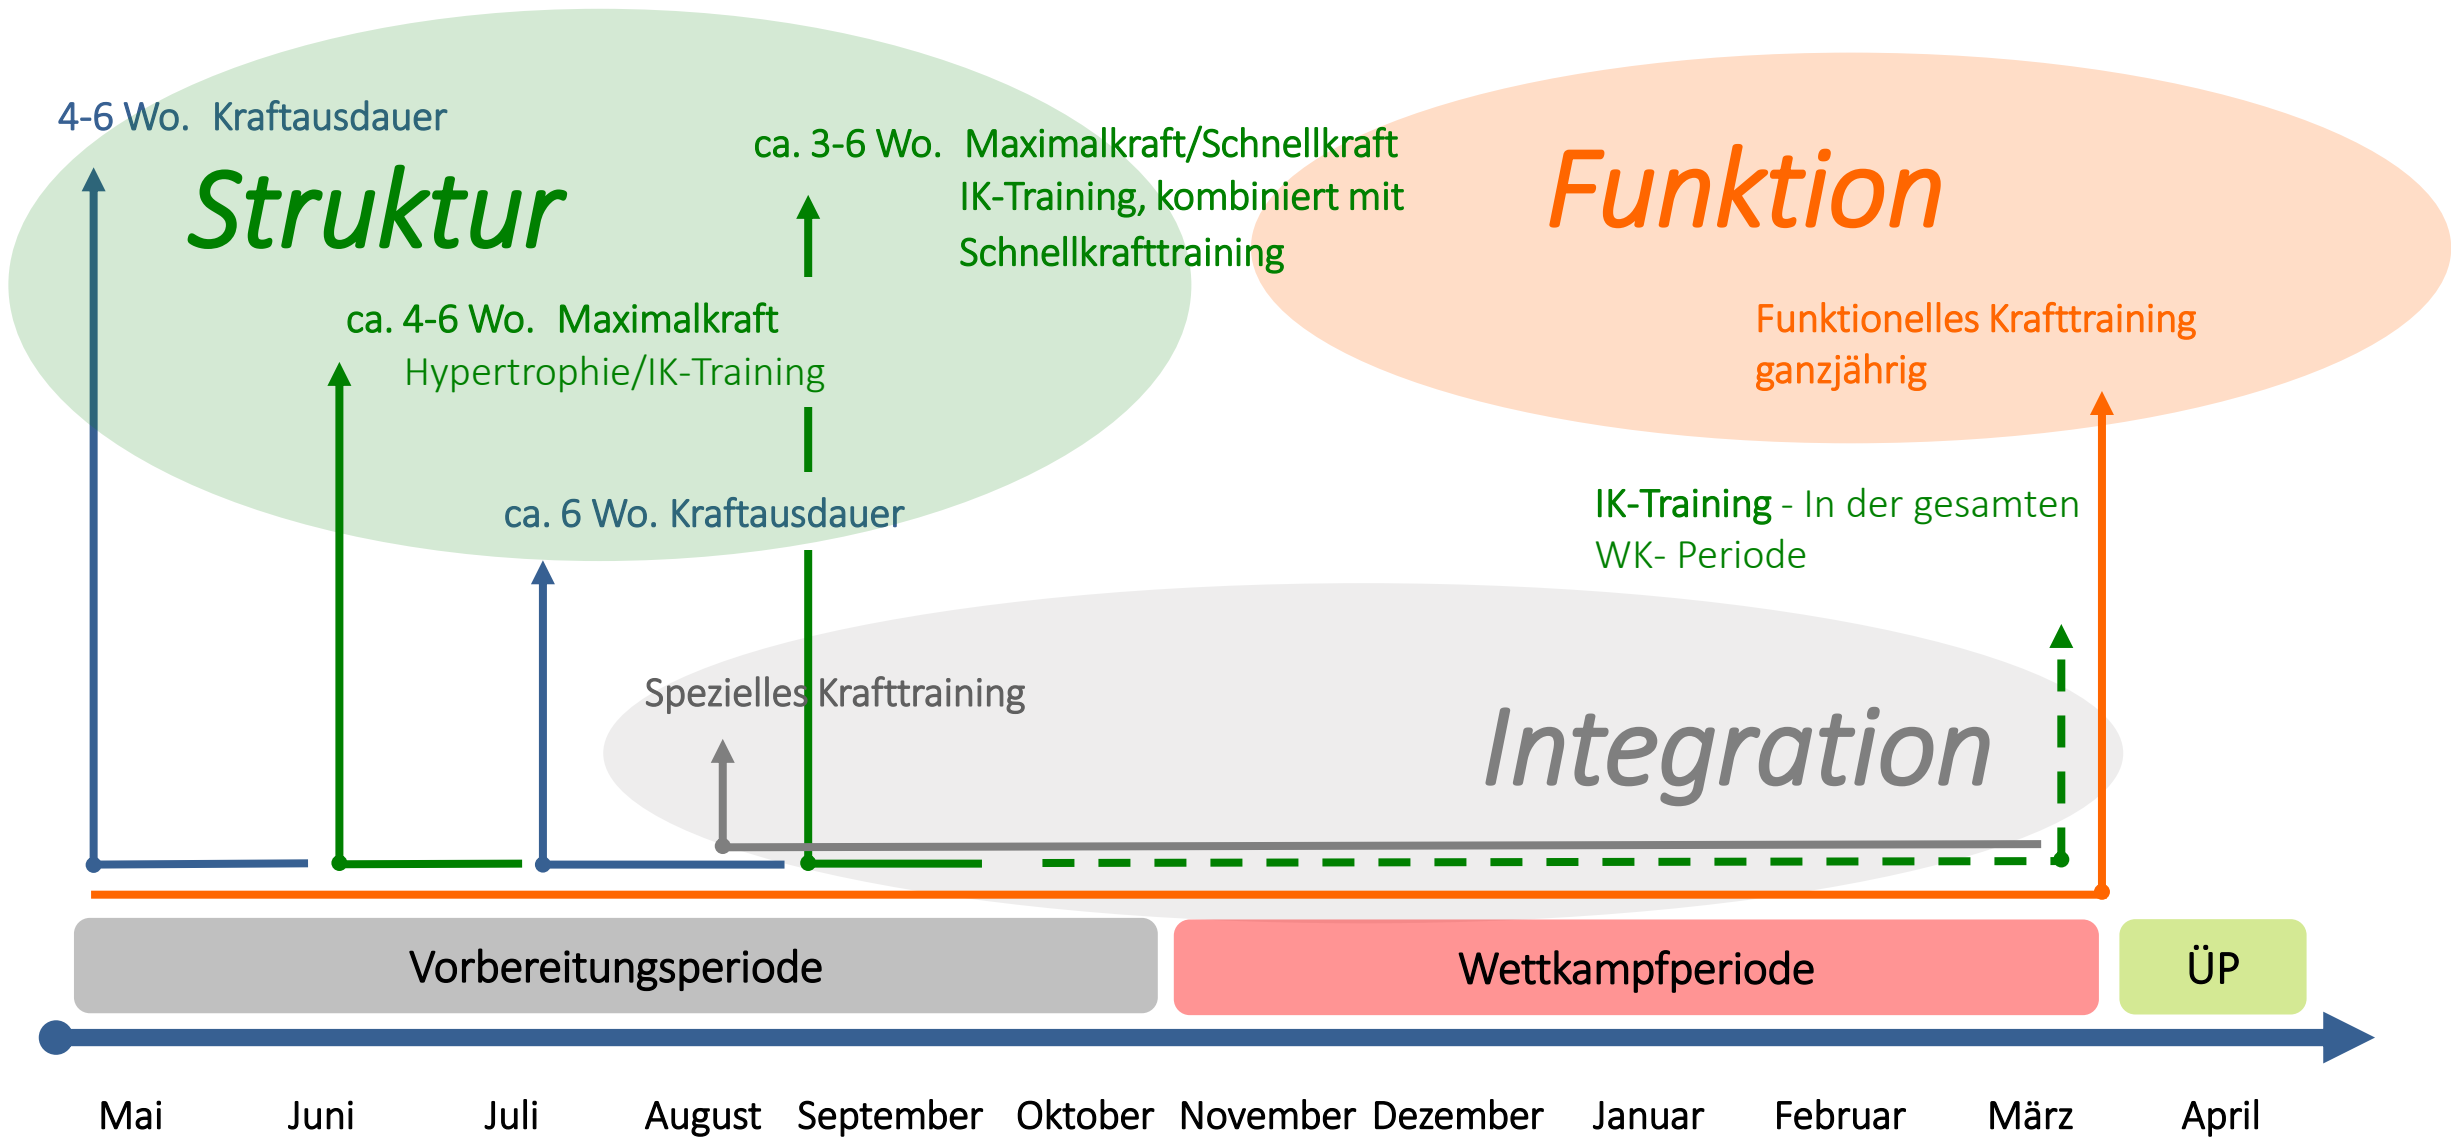 4-6 Wo. Kraftausdauer
Struktur
ca. 3-6 Wo. Maximalkraft/Schnellkraft
IK-Training, kombiniert mit
Schnellkrafttraining
Funktion
ca. 4-6 Wo. Maximalkraft
Hypertrophie/IK-Training
Funktionelles Krafttraining
ganzjährig
ca. 6 Wo. Kraftausdauer
IK-Training - In der gesamten
WK- Periode
Spezielles Krafttraining
Integration
Vorbereitungsperiode
Wettkampfperiode
ÜP
Mai Juni Juli August September Oktober November Dezember Januar Februar März April